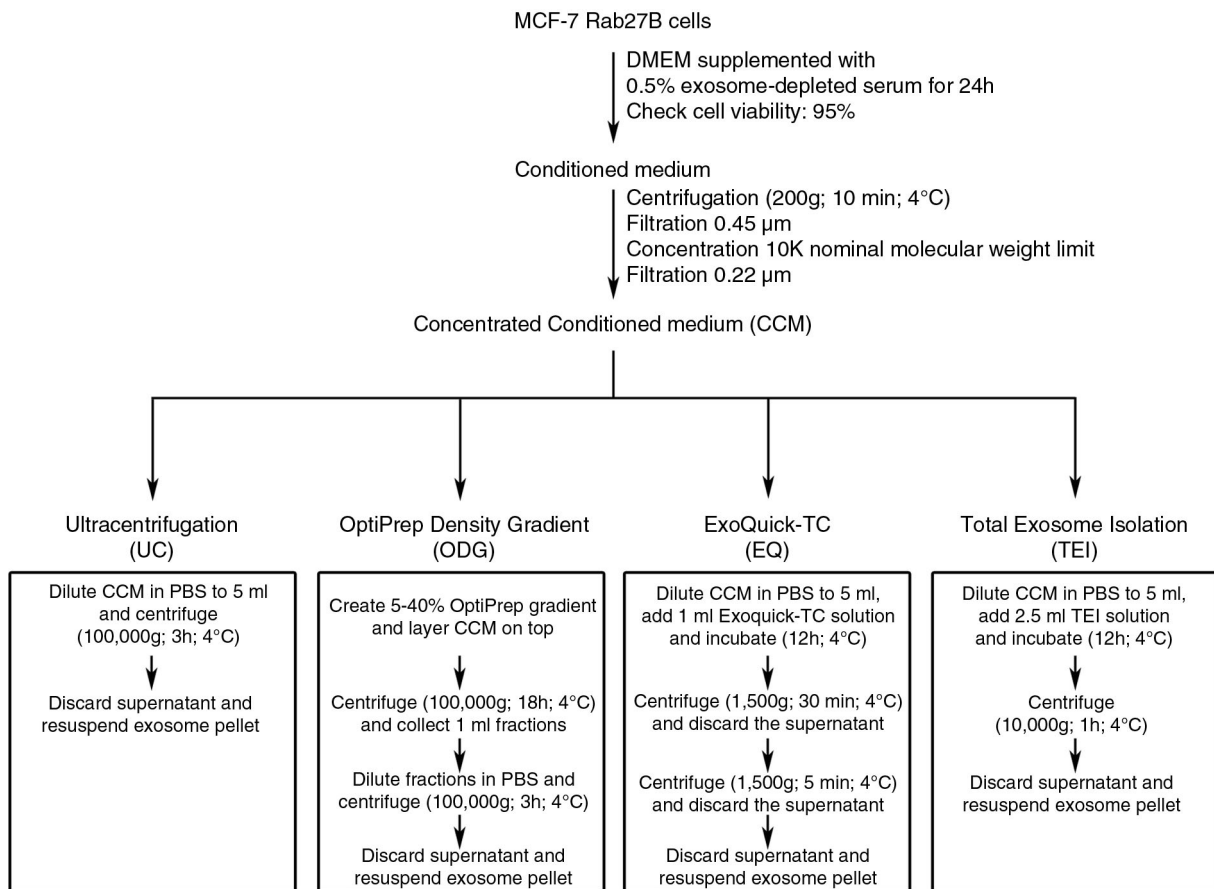 MCF-7 Rab27B cells
DMEM supplemented with
0.5% exosome-depleted serum for 24h
Check cell viability: 95%
Conditioned medium
Centrifugation (200g; 10 min; 4°C)
Filtration 0.45 µm
Concentration 10K nominal molecular weight limit
Filtration 0.22 µm
Concentrated Conditioned medium (CCM)
Ultracentrifugation
(UC)
Dilute CCM in PBS to 5 ml
and centrifuge
(100,000g; 3h; 4°C)
Discard supernatant and
resuspend exosome pellet
OptiPrep Density Gradient
(ODG)
Create 5-40% OptiPrep gradient
and layer CCM on top
Centrifuge (100,000g; 18h; 4°C)
and collect 1 ml fractions
Dilute fractions in PBS and
centrifuge (100,000g; 3h; 4°C)
Discard supernatant and
resuspend exosome pellet
ExoQuick-TC
(EQ)
Dilute CCM in PBS to 5 ml,
add 1 ml Exoquick-TC solution
and incubate (12h; 4°C)
Centrifuge (1,500g; 30 min; 4°C)
and discard the supernatant
Centrifuge (1,500g; 5 min; 4°C)
and discard the supernatant
Discard supernatant and
resuspend exosome pellet
Total Exosome Isolation
(TEI)
Dilute CCM in PBS to 5 ml,
add 2.5 ml TEI solution
and incubate (12h; 4°C)
Centrifuge
(10,000g; 1h; 4°C)
Discard supernatant and
resuspend exosome pellet